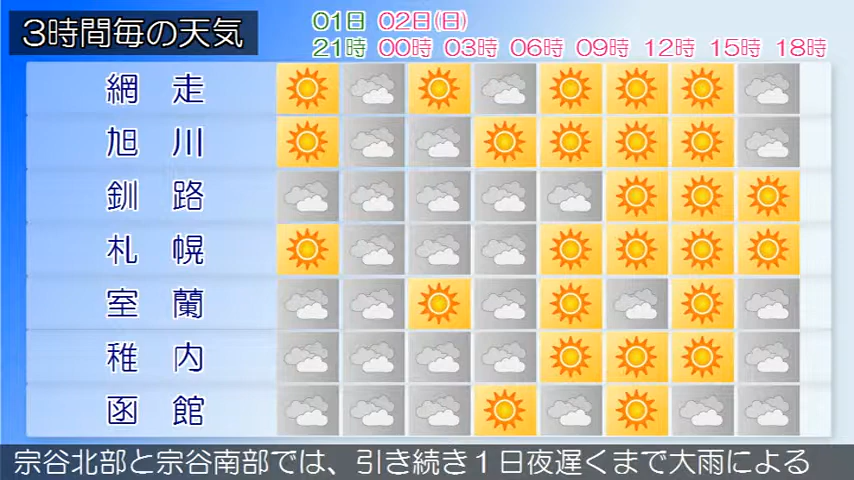 3時間毎の天気
01日 02日(日)
21時 00時 03時 06時 09時 12時 15時 18時
網 走
旭 川
釧 路
札 幌
室 蘭
稚 内
函 館
宗谷北部と宗谷南部では、引き続き1日夜遅くまで大雨による